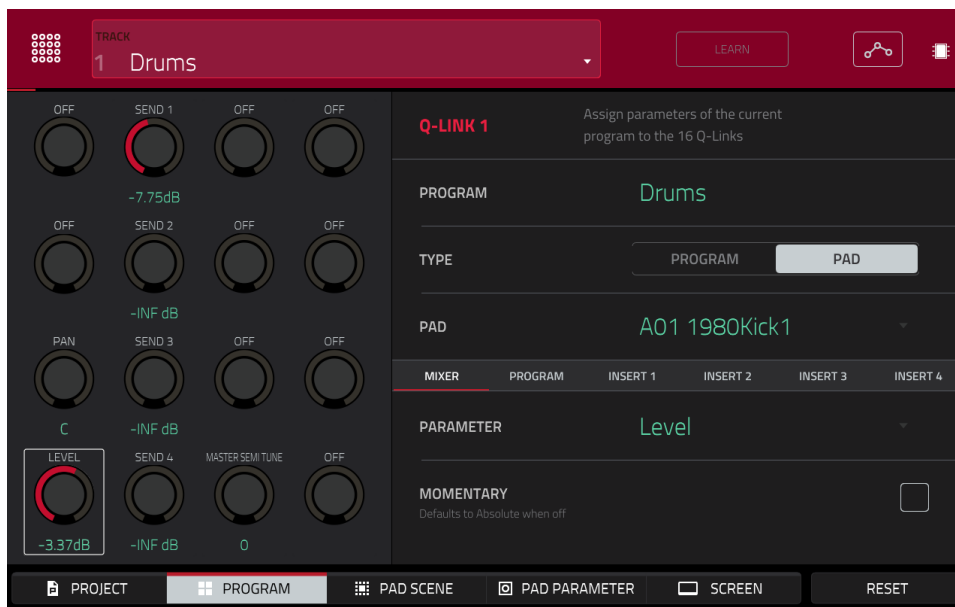 TRACK
1 Drums
LEARN
OFF SEND 1 OFF OFF
-7.75dB
OFF SEND 2 OFF OFF
-INF dB
PAN SEND 3 OFF OFF
C -INF dB
LEVEL SEND 4 MASTER SEMI TUNE OFF
-3.37dB -INF dB 0
Q-LINK 1
Assign parameters of the current
program to the 16 Q-Links
PROGRAM Drums
TYPE PROGRAM PAD
PAD A01 1980Kick1
MIXER PROGRAM INSERT 1 INSERT 2 INSERT 3 INSERT 4
PARAMETER Level
MOMENTARY
Defaults to Absolute when off
PROJECT PROGRAM PAD SCENE PAD PARAMETER SCREEN RESET